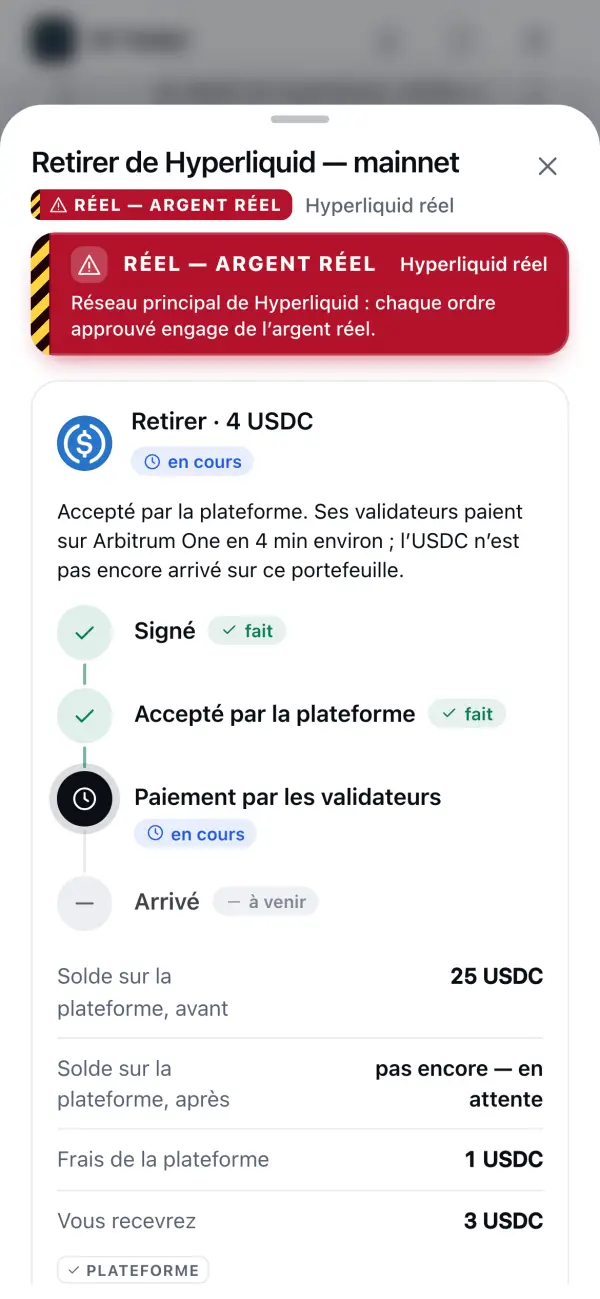 Retirer de Hyperliquid — mainnet
RÉEL — ARGENT RÉEL Hyperliquid réel
RÉEL — ARGENT RÉEL Hyperliquid réel
Réseau principal de Hyperliquid : chaque ordre
approuvé engage de l’argent réel.
Retirer · 4 USDC
en cours
Accepté par la plateforme. Ses validateurs paient
sur Arbitrum One en 4 min environ ; l’USDC n’est
pas encore arrivé sur ce portefeuille.
Signé fait
Accepté par la plateforme fait
Paiement par les validateurs
en cours
Arrivé à venir
Solde sur la
plateforme, avant
25 USDC
Solde sur la
plateforme, après
pas encore — en
attente
Frais de la plateforme 1 USDC
Vous recevrez 3 USDC
PLATEFORME